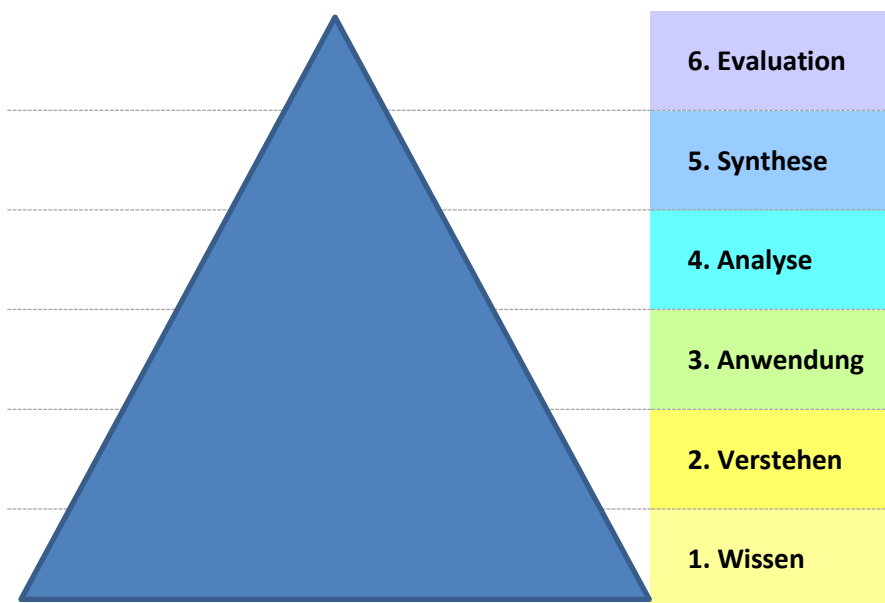 6. Evaluation
5. Synthese
4. Analyse
3. Anwendung
2. Verstehen
1. Wissen